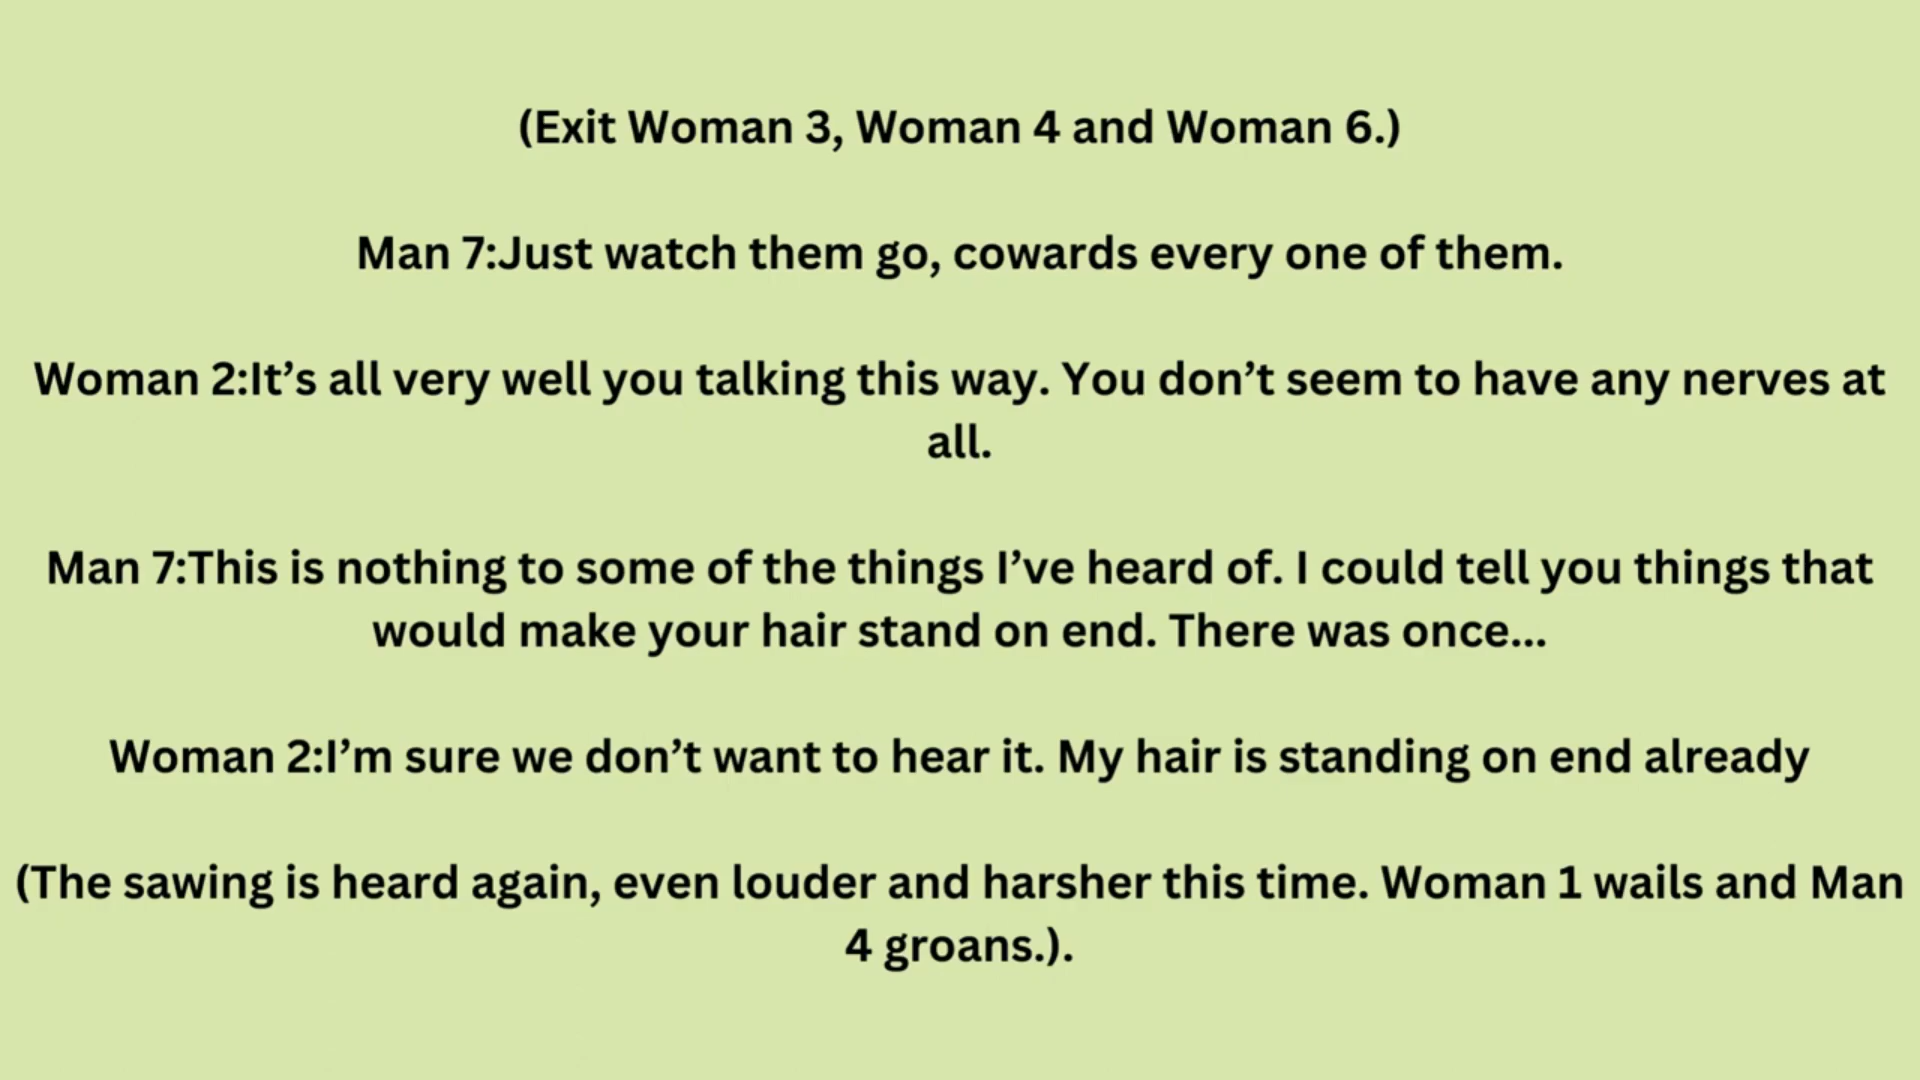 (Exit Woman 3, Woman 4 and Woman 6.)
Man 7:Just watch them go, cowards every one of them.
Woman 2:It’s all very well you talking this way. You don’t seem to have any nerves at
all.
Man 7:This is nothing to some of the things I’ve heard of. I could tell you things that
would make your hair stand on end. There was once...
Woman 2:I’m sure we don’t want to hear it. My hair is standing on end already
(The sawing is heard again, even louder and harsher this time. Woman 1 wails and Man
4 groans.).